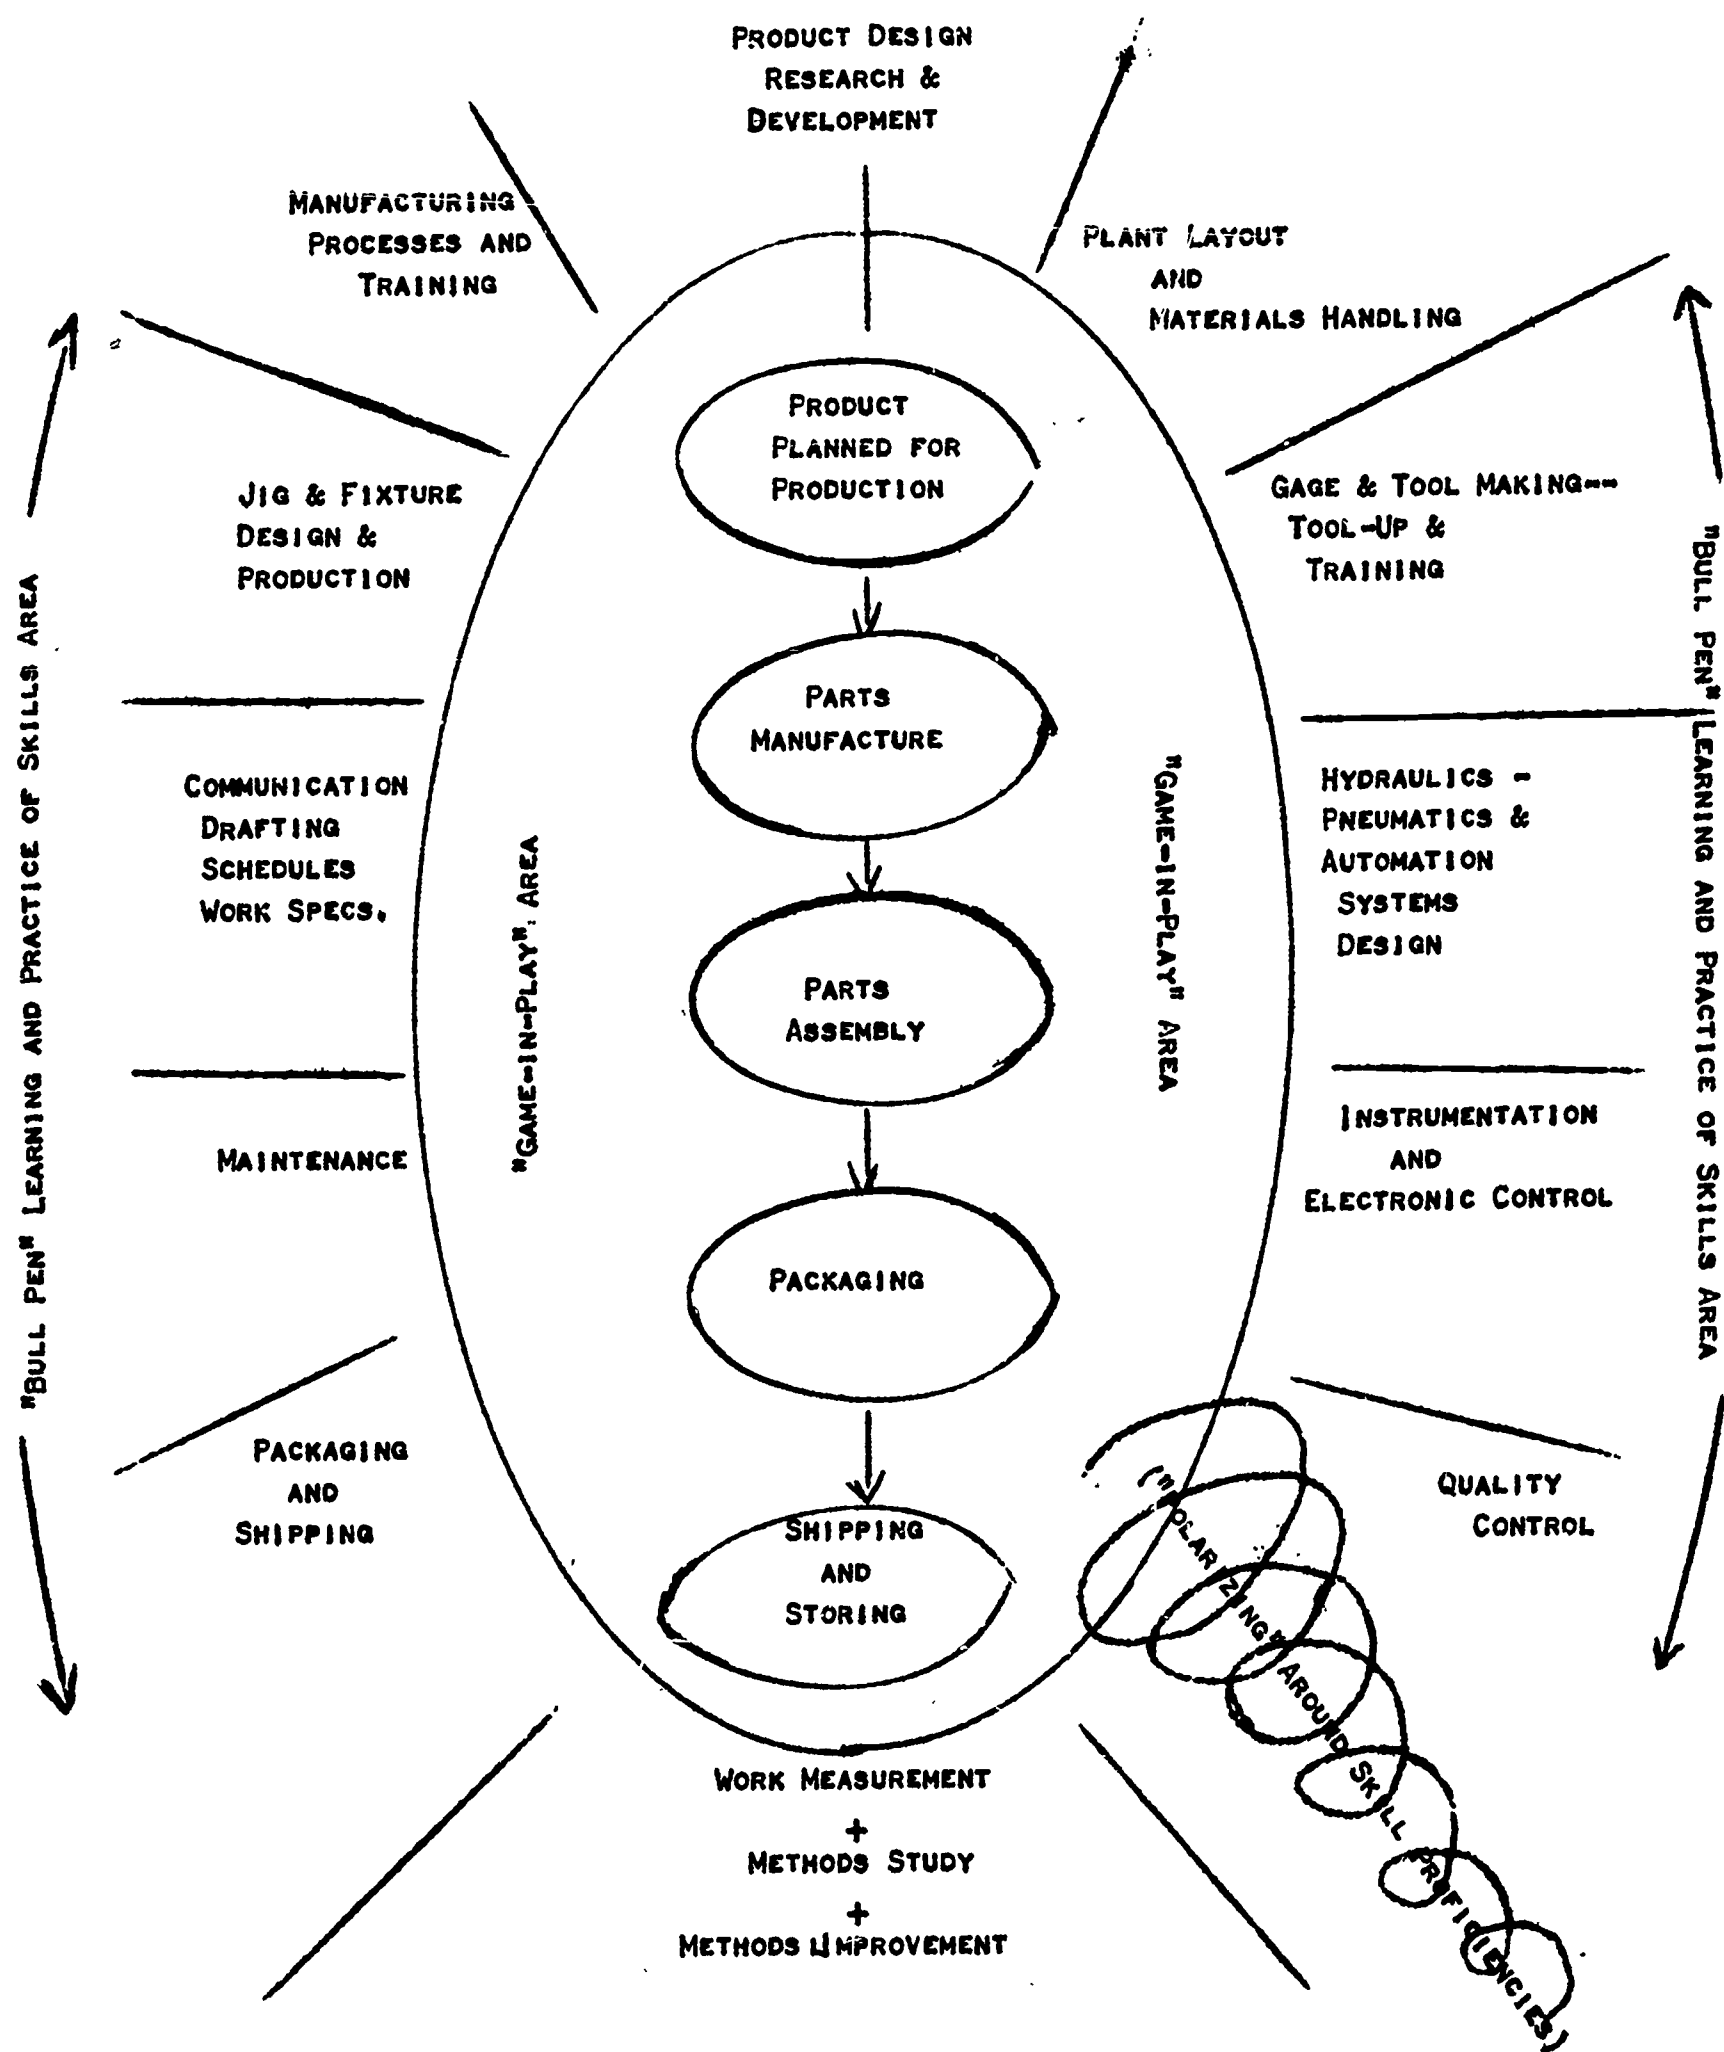 PRODUCT DESIGN
RESEARCH &
DEVELOPMENT
MANUFACTURING
PROCESSES AND
TRAINING
PLANT LAYOUT
AND
MATERIALS HANDLING
JIG & FIXTURE
DESIGN &
PRODUCTION
PRODUCT
PLANNED FOR
PRODUCTION
GAGE & TOOL MAKING--
TOOL-UP &
TRAINING
"BULL PEN" LEARNING AND PRACTICE OF SKILLS AREA
COMMUNICATION
DRAFTING
SCHEDULES
WORK SPECS.
"GAME-IN-PLAY" AREA
PARTS
MANUFACTURE
"GAME-IN-PLAY" AREA
HYDRAULICS -
PNEUMATICS &
AUTOMATION
SYSTEMS
DESIGN
"BULL PEN" LEARNING AND PRACTICE OF SKILLS AREA
PARTS
ASSEMBLY
MAINTENANCE
INSTRUMENTATION
AND
ELECTRONIC CONTROL
PACKAGING
PACKAGING
AND
SHIPPING
QUALITY
CONTROL
SHIPPING
AND
STORING
("POLARIZING" AROUND SKILL PROFICIENCIES)
WORK MEASUREMENT
+
METHODS STUDY
+
METHODS IMPROVEMENT